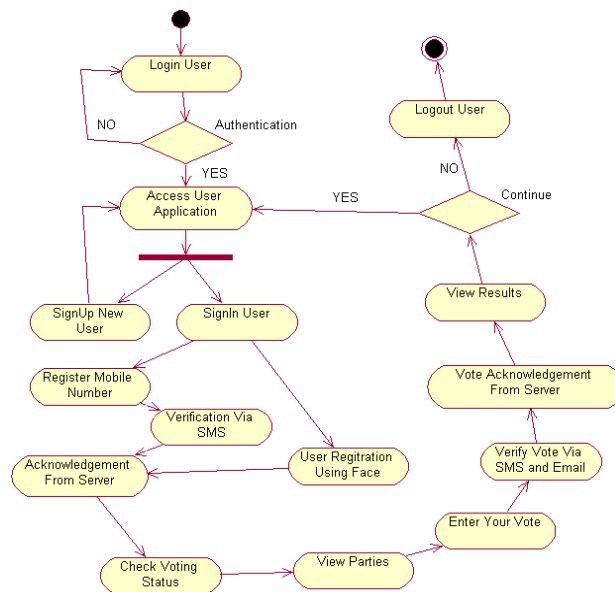 Login User
NO
Authentication
YES
Logout User
NO
Access User
Application
YES
Continue
SignUp New
User
SignIn User
View Results
Register Mobile
Number
Vote Acknowledgement
From Server
Verification Via
SMS
Acknowledgement
From Server
User Regitration
Using Face
Verify Vote Via
SMS and Email
Enter Your Vote
Check Voting
Status
View Parties